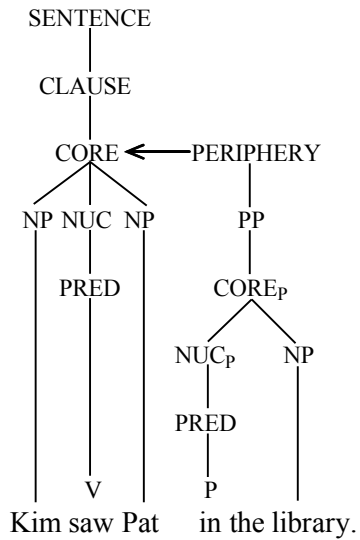 SENTENCE
CLAUSE
CORE PERIPHERY
NP NUC NP PP
PRED COREP
NUCP NP
PRED
V P
Kim saw Pat in the library.